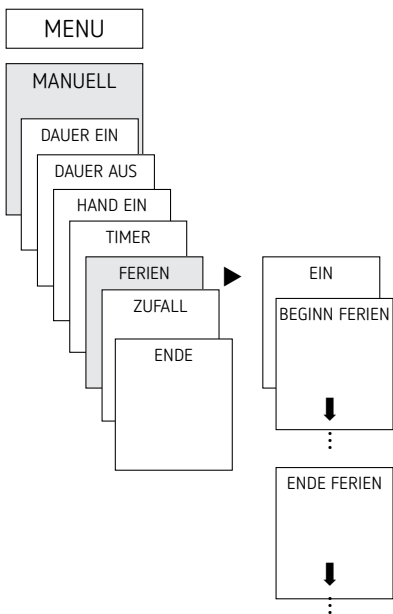 MENU
MANUELL
DAUER EIN
DAUER AUS
HAND EIN
TIMER
FERIEN
ZUFALL
ENDE
EIN
BEGINN FERIEN
ENDE FERIEN